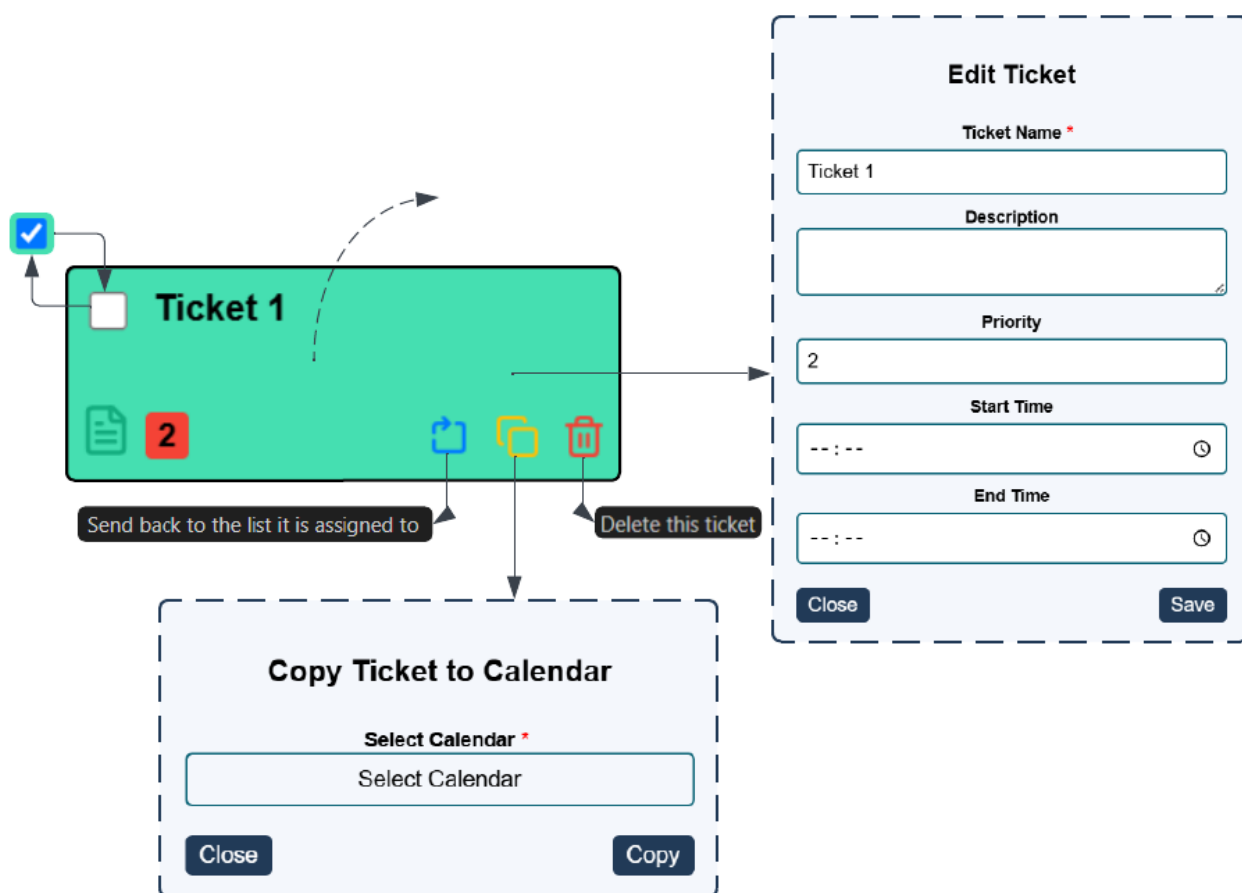 Ticket 1
2
Send back to the list it is assigned to
Delete this ticket
Copy Ticket to Calendar
Select Calendar *
Select Calendar
Close
Copy
Edit Ticket
Ticket Name *
Ticket 1
Description
Priority
2
Start Time
--:--
End Time
--:--
Close
Save